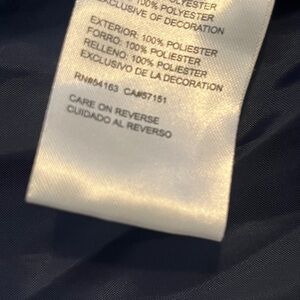 100% POLYESTER
EXCLUSIVE OF DECORATION
EXTERIOR: 100% POLIESTER
FORRO: 100% POLIESTER
RELLENO: 100% POLIESTER
EXCLUSIVO DE LA DECORATION
RN#54163 CA#57151
CARE ON REVERSE
CUIDADO AL REVERSO